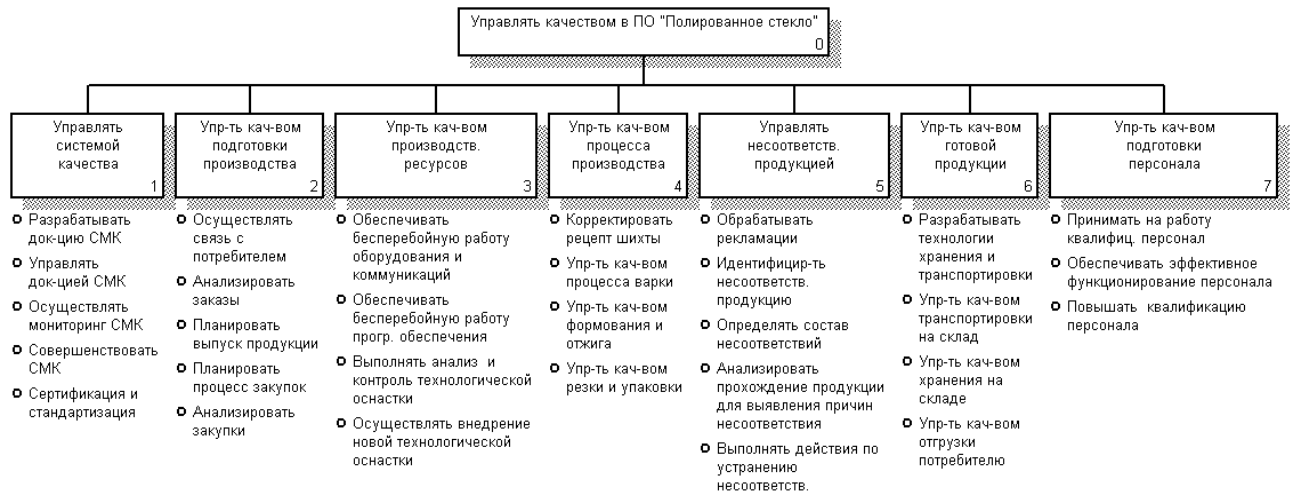 Управлять качеством в ПО "Полированное стекло"
0
Управлять
системой
качества
1
Упр-ть кач-вом
подготовки
производства
2
Упр-ть кач-вом
производств.
ресурсов
3
Упр-ть кач-вом
процесса
производства
4
Управлять
несоответств.
продукцией
5
Упр-ть кач-вом
готовой
продукции
6
Упр-ть кач-вом
подготовки
персонала
7
Разрабатывать
док-цию СМК
Управлять
док-цией СМК
Осуществлять
мониторинг СМК
Совершенствовать
СМК
Сертификация и
стандартизация
Осуществлять
связь с
потребителем
Анализировать
заказы
Планировать
выпуск продукции
Планировать
процесс закупок
Анализировать
закупки
Обеспечивать
бесперебойную работу
оборудования и
коммуникаций
Обеспечивать
бесперебойную работу
прогр. обеспечения
Выполнять анализ и
контроль технологической
оснастки
Осуществлять внедрение
новой технологической
оснастки
Корректировать
рецепт шихты
Упр-ть кач-вом
процесса варки
Упр-ть кач-вом
формования и
отжига
Упр-ть кач-вом
резки и упаковки
Обрабатывать
рекламации
Идентифицир-ть
несоответств.
продукцию
Определять состав
несоответствий
Анализировать
прохождение продукции
для выявления причин
несоответствия
Выполнять действия по
устранению
несоответств.
Разрабатывать
технологии
хранения и
транспортировки
Упр-ть кач-вом
транспортировки
на склад
Упр-ть кач-вом
хранения на
складе
Упр-ть кач-вом
отгрузки
потребителю
Принимать на работу
квалифиц. персонал
Обеспечивать эффективное
функционирование персонала
Повышать квалификацию
персонала